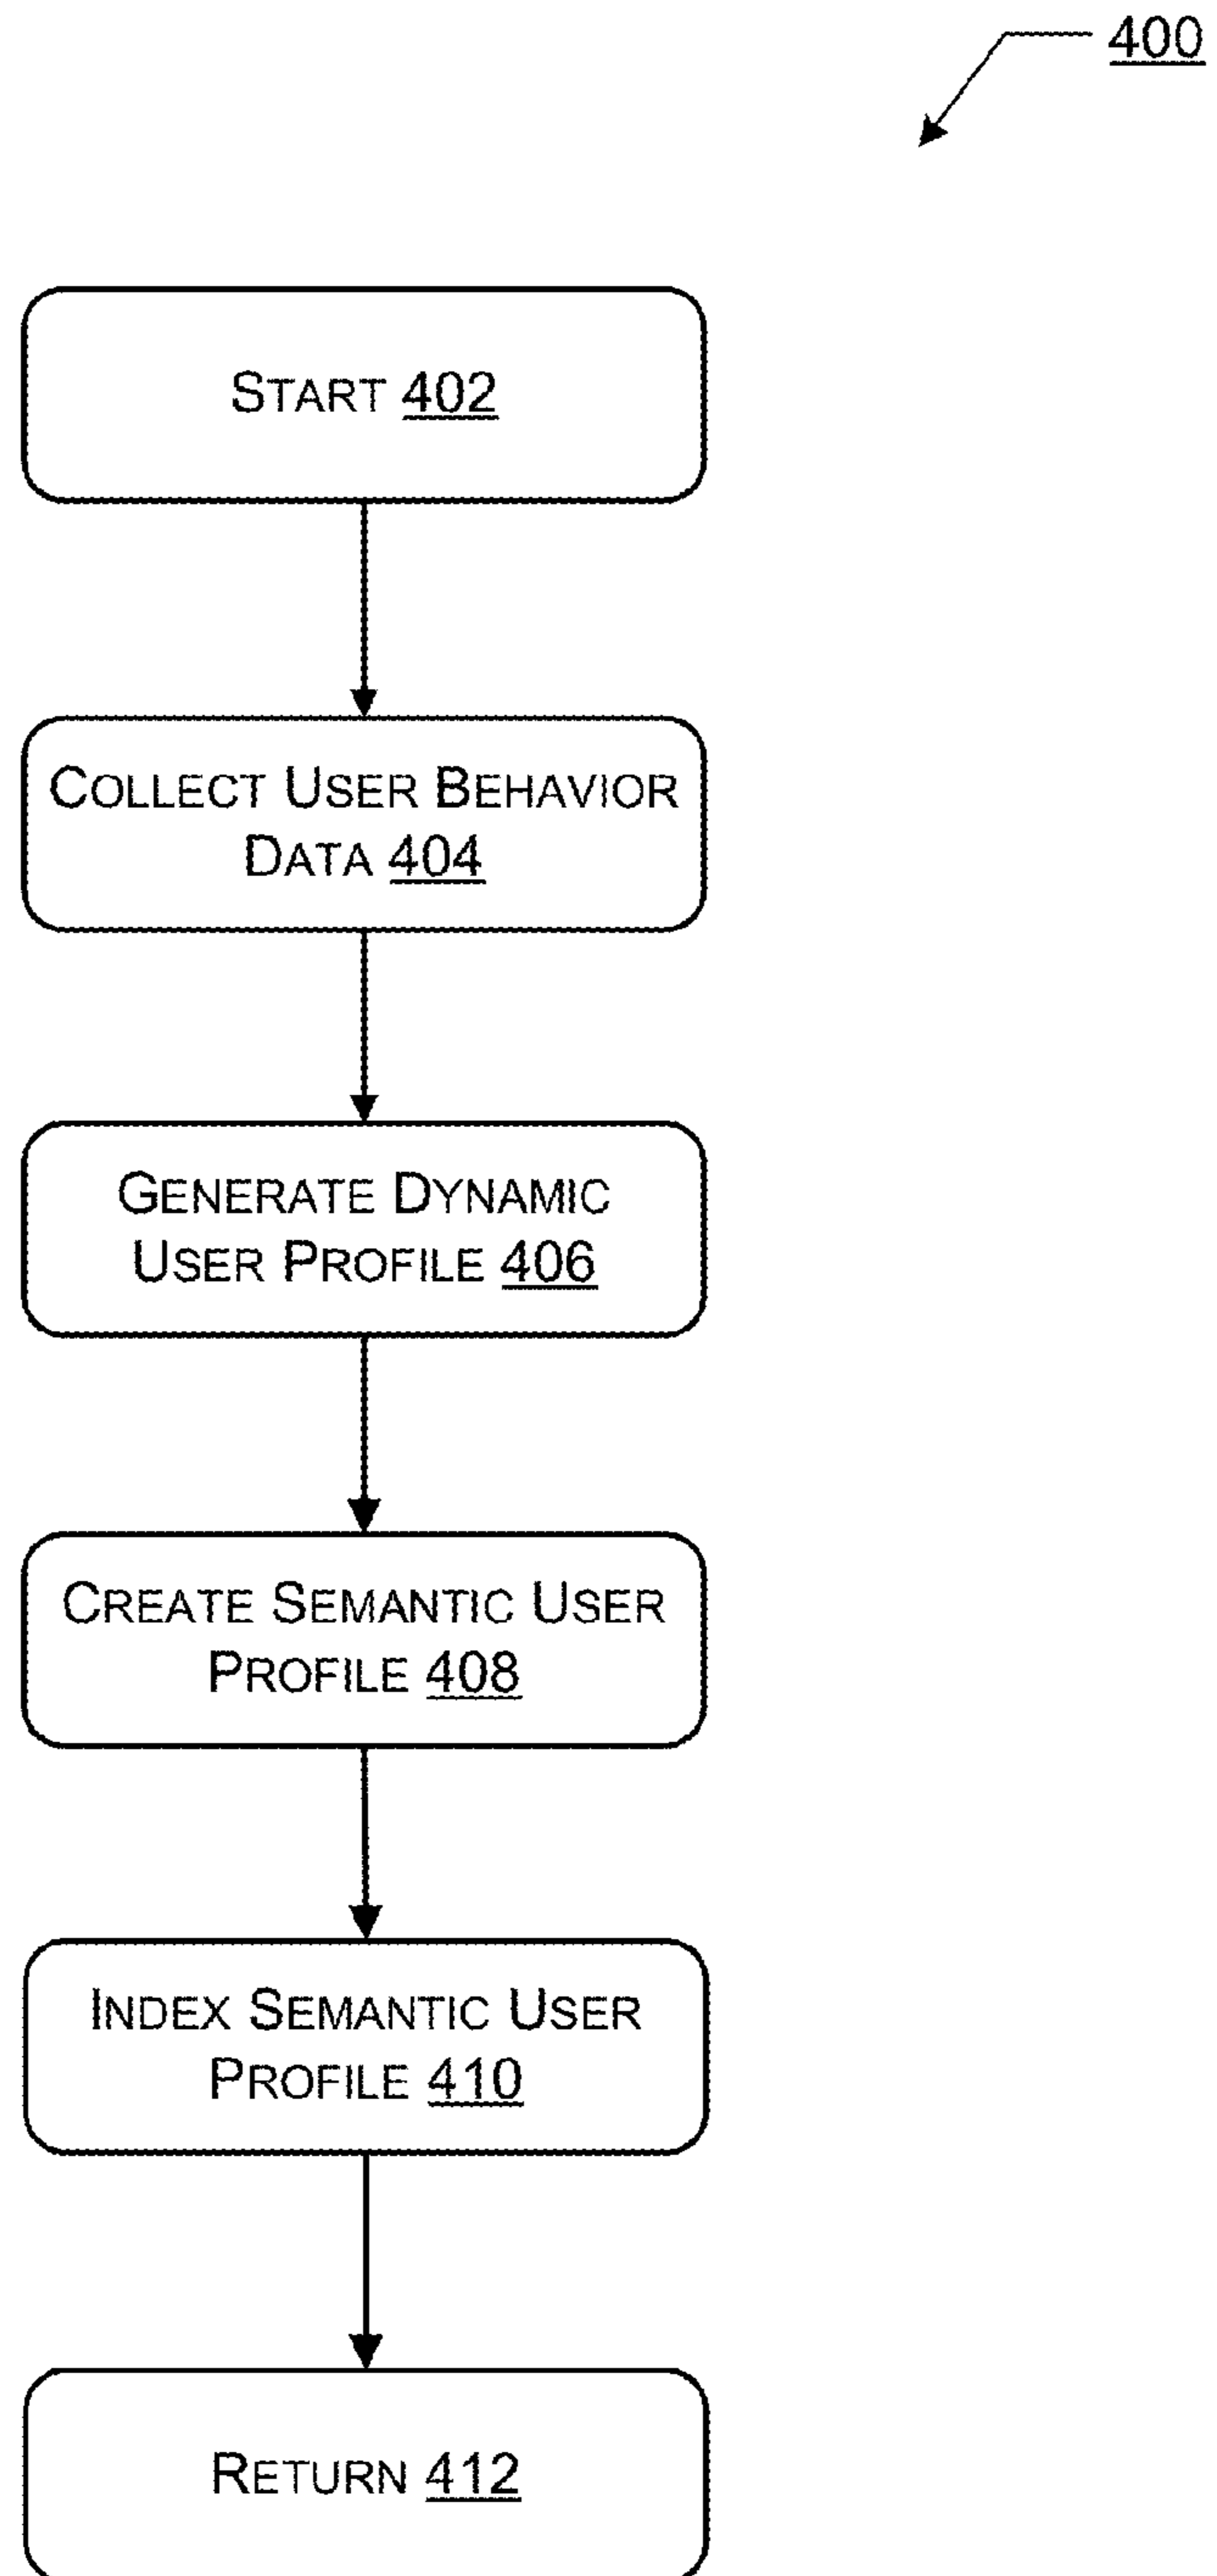 400
START 402
COLLECT USER BEHAVIOR
DATA 404
GENERATE DYNAMIC
USER PROFILE 406
CREATE SEMANTIC USER
PROFILE 408
INDEX SEMANTIC USER
PROFILE 410
RETURN 412